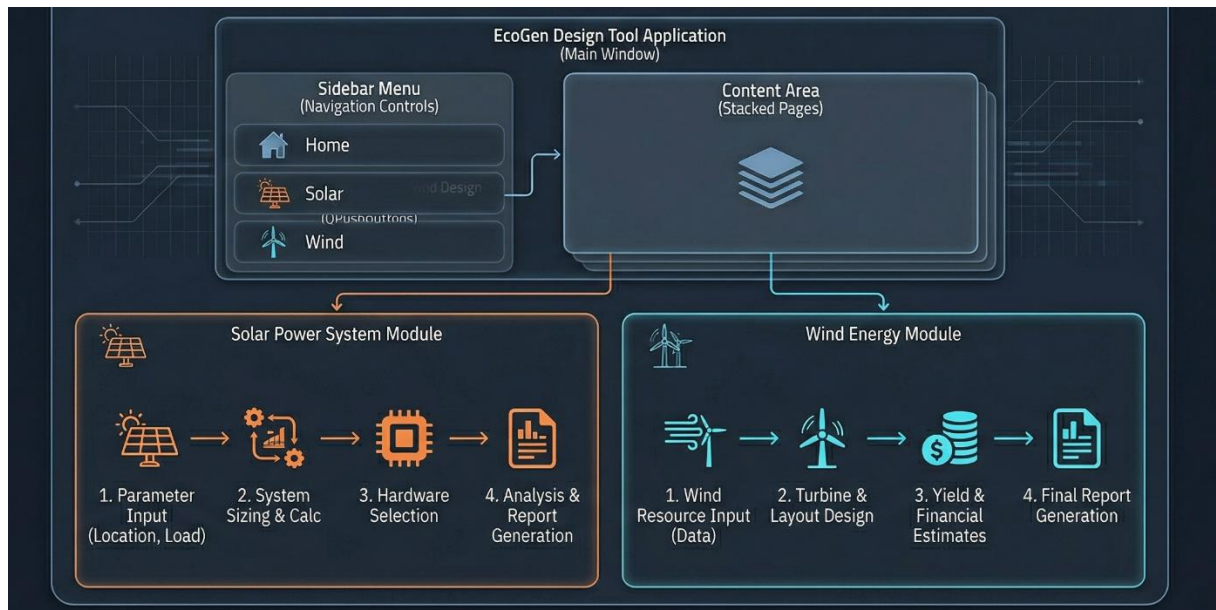 EcoGen Design Tool Application
(Main Window)
Sidebar Menu
(Navigation Controls)
Home
Solar
Design
Wind
Content Area
(Stacked Pages)
Solar Power System Module
1. Parameter
Input
(Location, Load)
2. System
Sizing & Calc
3. Hardware
Selection
4. Analysis &
Report
Generation
Wind Energy Module
1. Wind
Resource Input
(Data)
2. Turbine &
Layout Design
3. Yield &
Financial
Estimates
4. Final Report
Generation